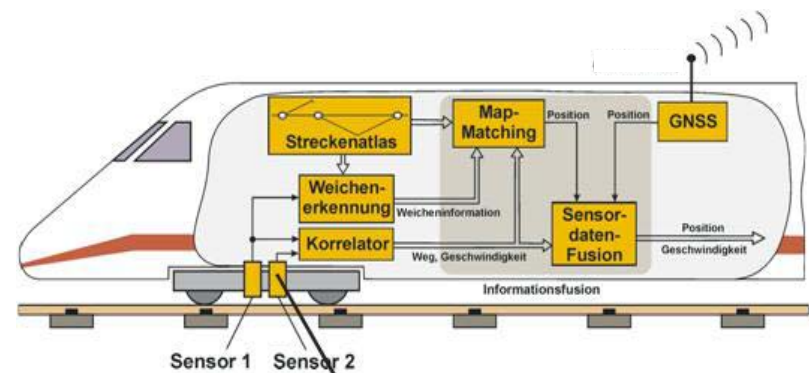 Map-
Matching
Position
Position
GNSS
Streckenatlas
Weichen-
erkennung
Weicheninformation
Sensor-
daten-
Fusion
Position
Geschwindigkeit
Korrelator
Weg, Geschwindigkeit
Informationsfusion
Sensor 1
Sensor 2